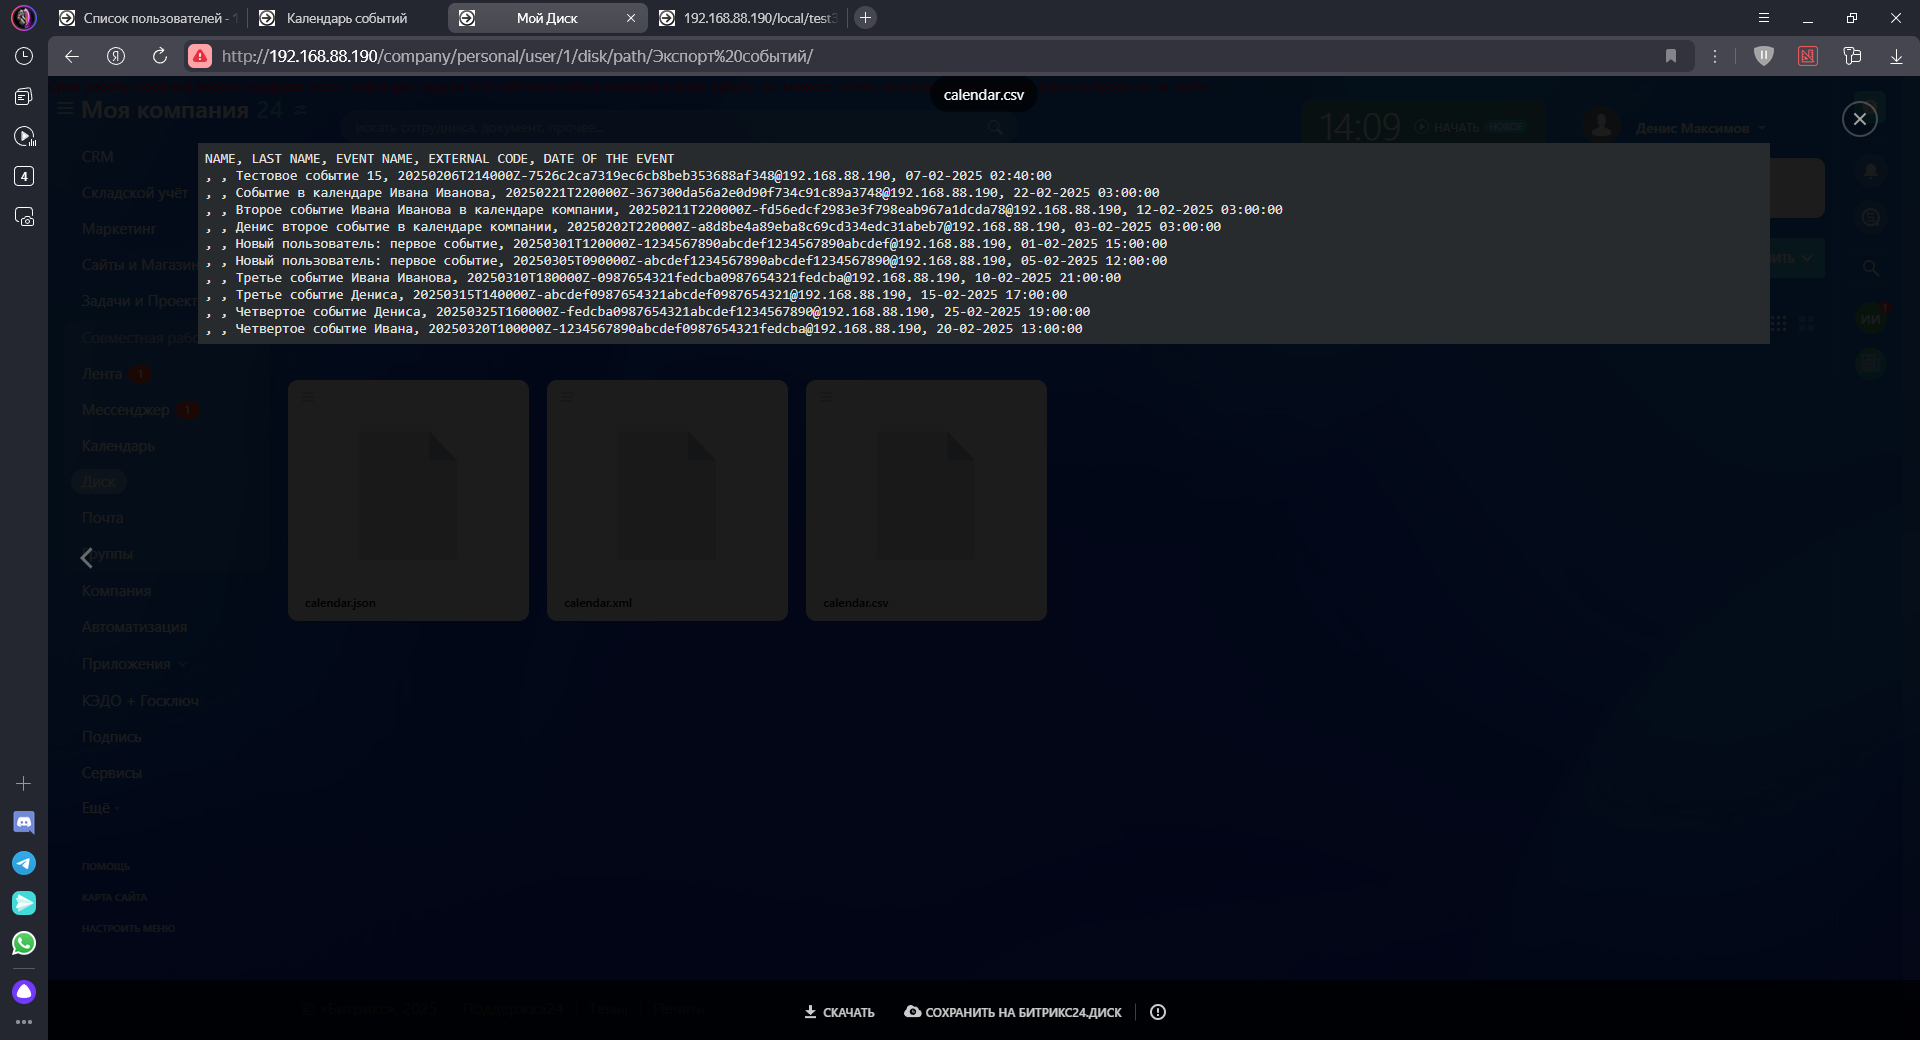 Список пользователей - 1
Календарь событий
Мой Диск
192.168.88.190/local/test3
http://192.168.88.190/company/personal/user/1/disk/path/Экспорт%20событий/
calendar.csv
Моя компания 24
искать сотрудника, документ, прочее...
14:09
НАЧАТЬ
Денис Максимов
NAME, LAST NAME, EVENT NAME, EXTERNAL CODE, DATE OF THE EVENT
, , Тестовое событие 15, 20250206T214000Z-7526c2ca7319ec6cb8beb353688af348@192.168.88.190, 07-02-2025 02:40:00
, , Событие в календаре Ивана Иванова, 20250221T220000Z-367300da56a2e0d90f734c91c89a3748@192.168.88.190, 22-02-2025 03:00:00
, , Второе событие Ивана Иванова в календаре компании, 20250211T220000Z-fd56edcf2983e3f798eab967a1dcda78@192.168.88.190, 12-02-2025 03:00:00
, , Денис второе событие в календаре компании, 20250202T220000Z-a8d8be4a89eba8c69cd334edc31abeb7@192.168.88.190, 03-02-2025 03:00:00
, , Новый пользователь: первое событие, 20250301T120000Z-1234567890abcdef1234567890abcdef@192.168.88.190, 01-02-2025 15:00:00
, , Новый пользователь: первое событие, 20250305T090000Z-abcdef1234567890abcdef1234567890@192.168.88.190, 05-02-2025 12:00:00
, , Третье событие Ивана Иванова, 20250310T180000Z-0987654321fedcba0987654321fedcba@192.168.88.190, 10-02-2025 21:00:00
, , Третье событие Дениса, 20250315T140000Z-abcdef0987654321abcdef0987654321@192.168.88.190, 15-02-2025 17:00:00
, , Четвертое событие Дениса, 20250325T160000Z-fedcba0987654321abcdef1234567890@192.168.88.190, 25-02-2025 19:00:00
, , Четвертое событие Ивана, 20250320T100000Z-1234567890abcdef0987654321fedcba@192.168.88.190, 20-02-2025 13:00:00
4
CRM
Складской учёт
Маркетинг
Сайты и Магазин
Задачи и Проект
Совместная рабо
Лента 1
Мессенджер 1
Календарь
Диск
Почта
Группы
Компания
Автоматизация
Приложения
КЭДО + Госключ
Подпись
Сервисы
Ещё
ПОМОЩЬ
КАРТА САЙТА
НАСТРОИТЬ МЕНЮ
ИИ
calendar.json
calendar.xml
calendar.csv
СКАЧАТЬ
СОХРАНИТЬ НА БИТРИКС24.ДИСК